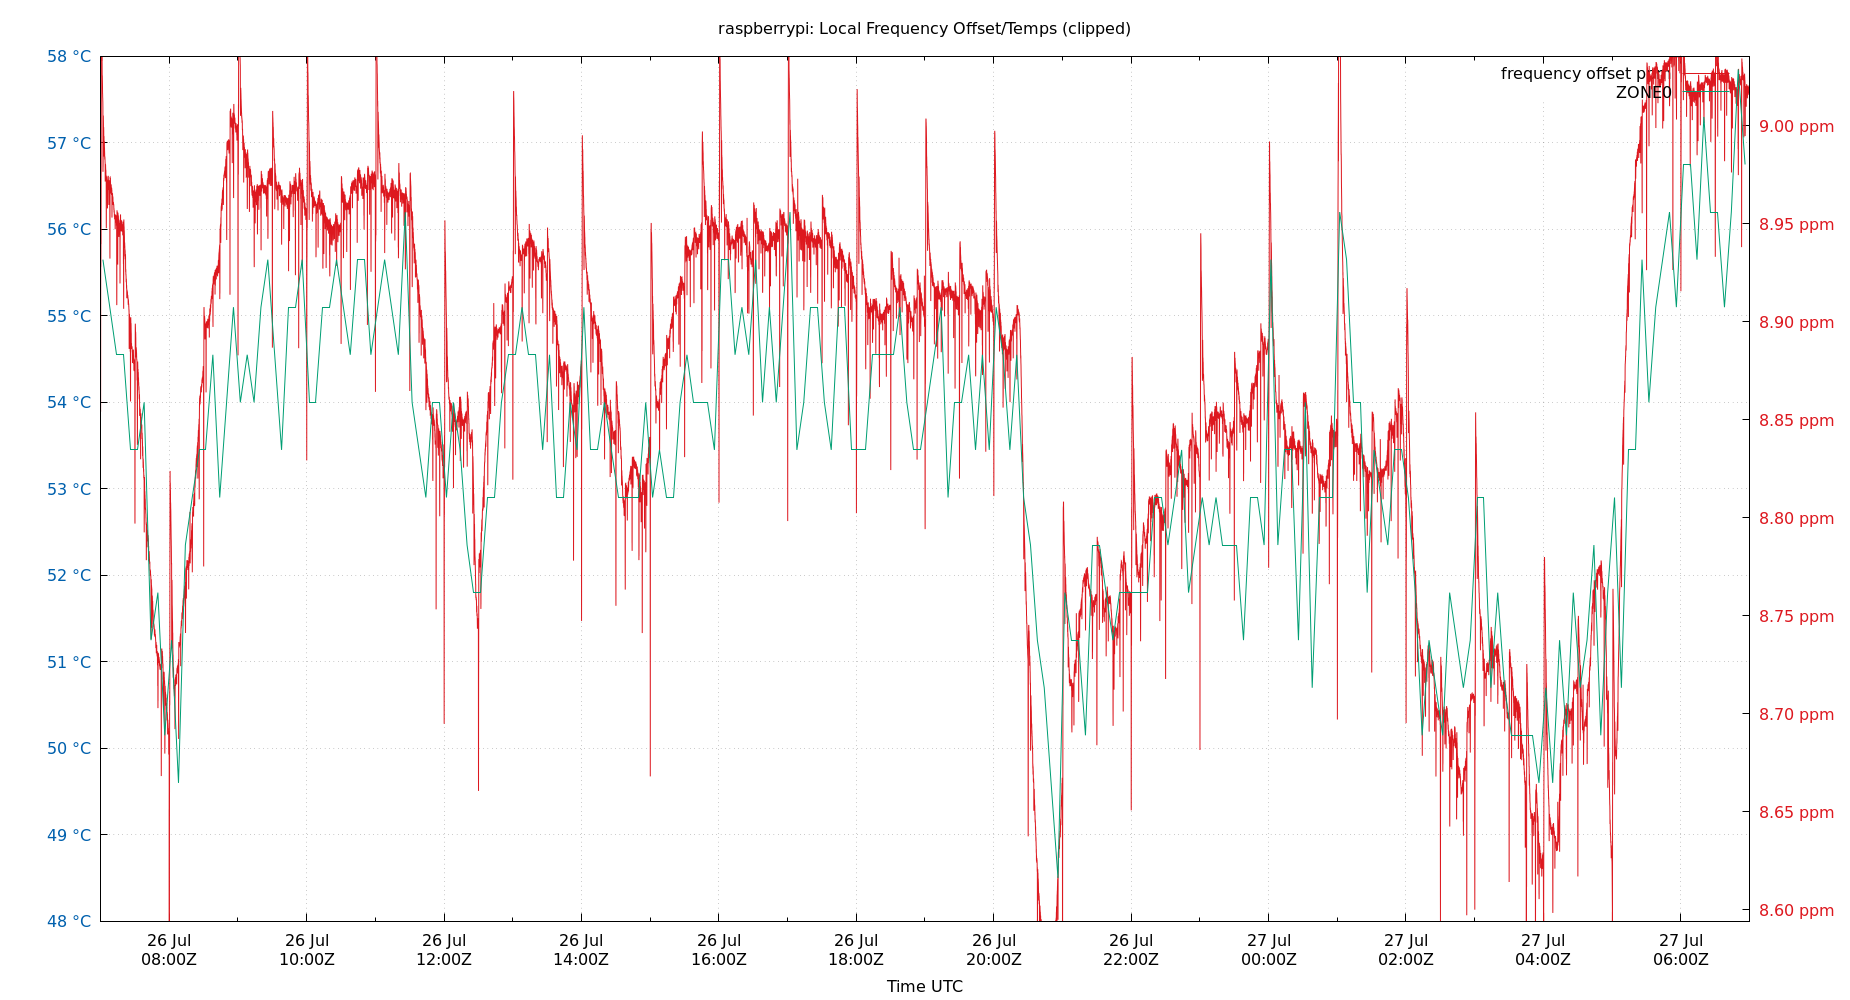 raspberrypi: Local Frequency Offset/Temps (clipped)
58 °C
57 °C
56 °C
55 °C
54 °C
53 °C
52 °C
51 °C
50 °C
49 °C
48 °C
frequency offset
ZONE0
9.00 ppm
8.95 ppm
8.90 ppm
8.85 ppm
8.80 ppm
8.75 ppm
8.70 ppm
8.65 ppm
8.60 ppm
26 Jul 26 Jul 26 Jul 26 Jul 26 Jul 26 Jul 26 Jul 26 Jul 27 Jul 27 Jul 27 Jul 27 Jul
08:00Z 10:00Z 12:00Z 14:00Z 16:00Z 18:00Z 20:00Z 22:00Z 00:00Z 02:00Z 04:00Z 06:00Z
Time UTC